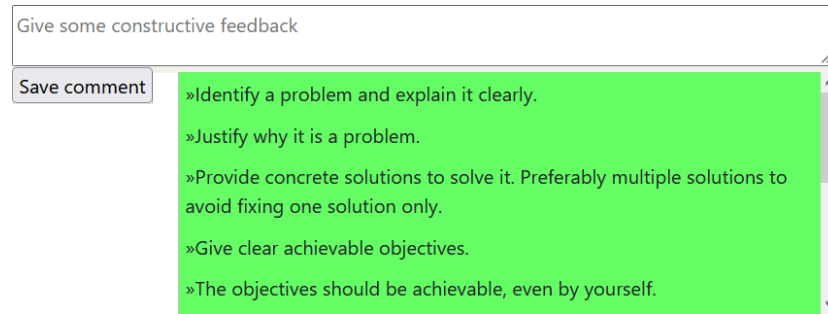 Give some constructive feedback
Save comment
»Identify a problem and explain it clearly.
»Justify why it is a problem.
»Provide concrete solutions to solve it. Preferably multiple solutions to
avoid fixing one solution only.
»Give clear achievable objectives.
»The objectives should be achievable, even by yourself.